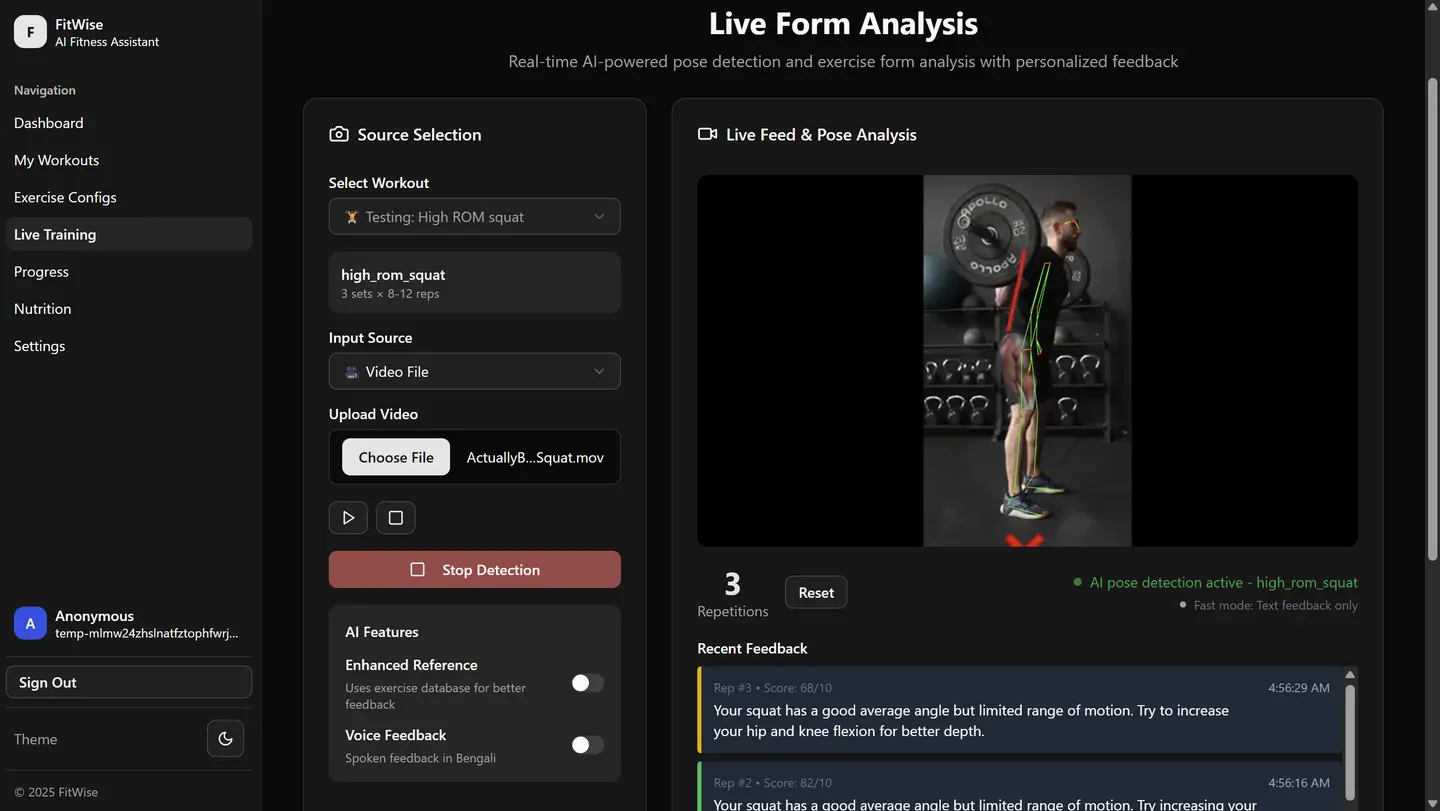 F
FitWise
AI Fitness Assistant
Navigation
Dashboard
My Workouts
Exercise Configs
Live Training
Progress
Nutrition
Settings
A
Anonymous
temp-mlmw24zhslnatfztophfwrj...
Sign Out
Theme
© 2025 FitWise
Live Form Analysis
Real-time AI-powered pose detection and exercise form analysis with personalized feedback
Source Selection
Select Workout
Testing: High ROM squat
high_rom_squat
3 sets × 8-12 reps
Input Source
Video File
Upload Video
Choose File
ActuallyB...Squat.mov
Stop Detection
AI Features
Enhanced Reference
Uses exercise database for better
feedback
Voice Feedback
Spoken feedback in Bengali
Live Feed & Pose Analysis
APOLLO
APOLLO
3
Repetitions
Reset
AI pose detection active - high_rom_squat
Fast mode: Text feedback only
Recent Feedback
Rep #3 • Score: 68/10
4:56:29 AM
Your squat has a good average angle but limited range of motion. Try to increase
your hip and knee flexion for better depth.
Rep #2 • Score: 82/10
4:56:16 AM
Your squat has a good average angle but limited range of motion. Try increasing your